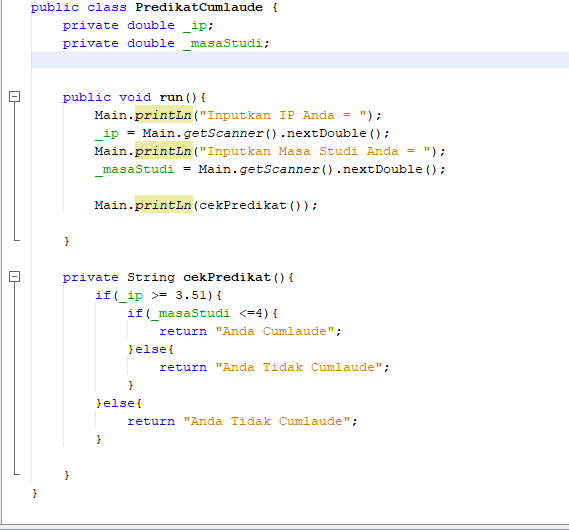 public class PredikatCumlaude {
    private double _ip;
    private double _masaStudi;
    public void run(){
        Main.printLn("Inputkan IP Anda = ");
        _ip = Main.getScanner().nextDouble();
        Main.printLn("Inputkan Masa Studi Anda = ");
        _masaStudi = Main.getScanner().nextDouble();
        Main.printLn(cekPredikat());
    }
    private String cekPredikat(){
        if(_ip >= 3.51){
            if(_masaStudi <=4){
                return "Anda Cumlaude";
            }else{
                return "Anda Tidak Cumlaude";
            }
        }else{
            return "Anda Tidak Cumlaude";
        }
    }
}